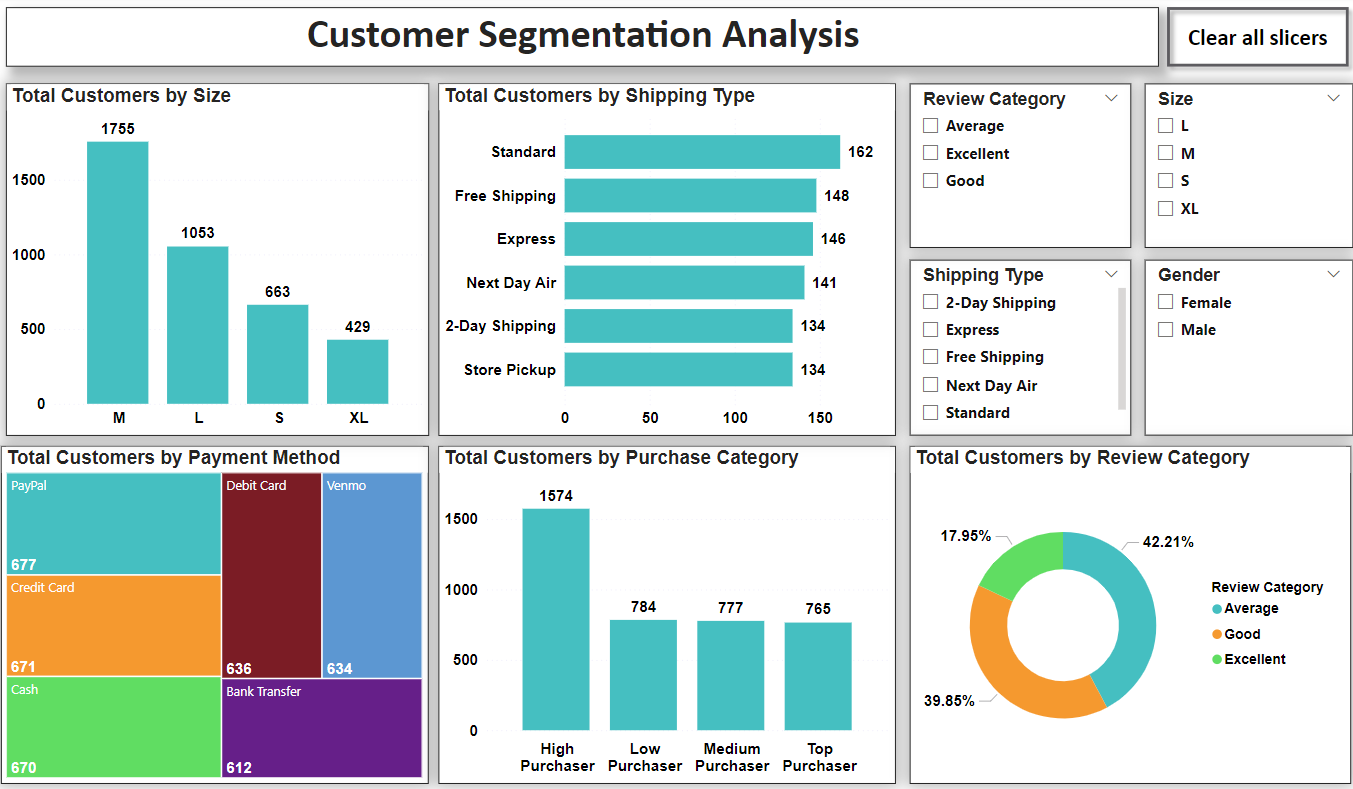 Customer Segmentation Analysis
Clear all slicers
Total Customers by Size
1755
1500
1053
1000
663
500
429
0
M L S XL
Total Customers by Shipping Type
Standard 162
Free Shipping 148
Express 146
Next Day Air 141
2-Day Shipping 134
Store Pickup 134
0 50 100 150
Review Category
Average
Excellent
Good
Size
L
M
S
XL
Shipping Type
2-Day Shipping
Express
Free Shipping
Next Day Air
Standard
Gender
Female
Male
Total Customers by Payment Method
PayPal
677
Credit Card
671
Cash
670
Debit Card
636
Venmo
634
Bank Transfer
612
Total Customers by Purchase Category
1574
1500
1000
784 777 765
500
0
High Low Medium Top
Purchaser Purchaser Purchaser Purchaser
Total Customers by Review Category
17.95%
42.21%
39.85%
Review Category
Average
Good
Excellent